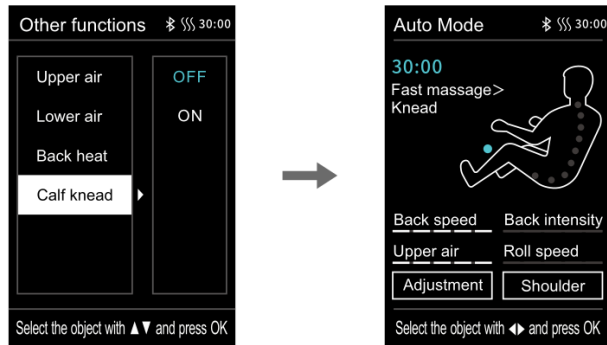 Other functions 30:00
Upper air OFF
Lower air ON
Back heat
Calf knead
Select the object with ▲▼ and press OK
Auto Mode 30:00
30:00
Fast massage>
Knead
Back speed Back intensity
Upper air Roll speed
Adjustment Shoulder
Select the object with ◀▶ and press OK